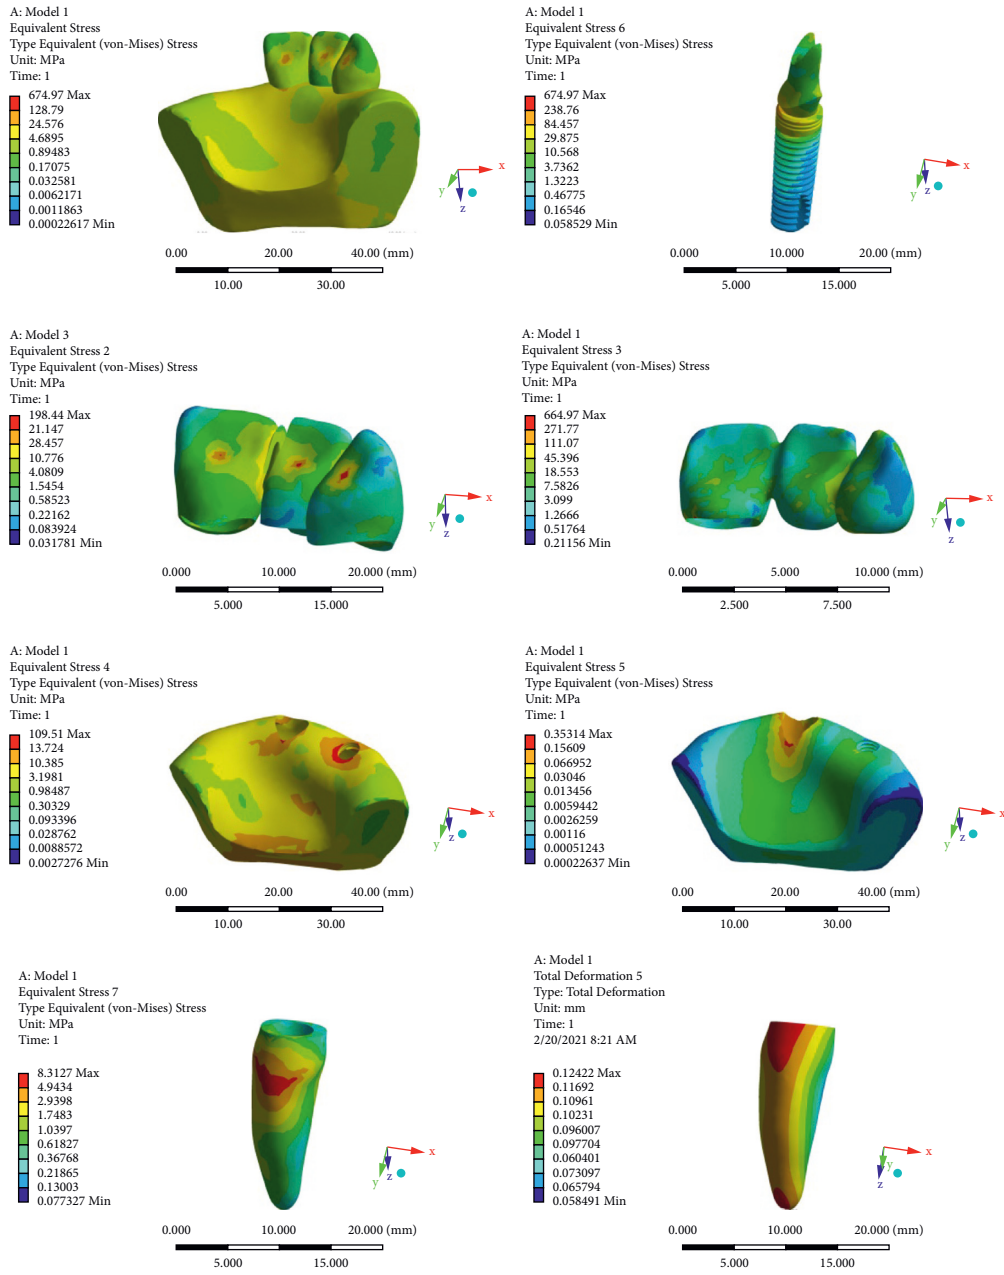 A: Model 1
Equivalent Stress
Type Equivalent (von-Mises) Stress
Unit: MPa
Time: 1
674.97 Max
128.79
24.576
4.6895
0.89483
0.17075
0.032581
0.0062171
0.0011863
0.00022617 Min
x
y
z
0.00 20.00 40.00 (mm)
10.00 30.00
A: Model 1
Equivalent Stress 6
Type Equivalent (von-Mises) Stress
Unit: MPa
Time: 1
674.97 Max
238.76
84.457
29.875
10.568
3.7362
1.3223
0.46775
0.16546
0.058529 Min
x
y
z
0.000 10.000 20.00 (mm)
5.000 15.000
A: Model 3
Equivalent Stress 2
Type Equivalent (von-Mises) Stress
Unit: MPa
Time: 1
198.44 Max
21.147
28.457
10.776
4.0809
1.5454
0.58523
0.22162
0.083924
0.031781 Min
x
y
z
0.000 10.000 20.000 (mm)
5.000 15.000
A: Model 1
Equivalent Stress 3
Type Equivalent (von-Mises) Stress
Unit: MPa
Time: 1
664.97 Max
271.77
111.07
45.396
18.553
7.5826
3.099
1.2666
0.51764
0.21156 Min
x
y
z
0.000 5.000 10.000 (mm)
2.500 7.500
A: Model 1
Equivalent Stress 4
Type Equivalent (von-Mises) Stress
Unit: MPa
Time: 1
109.51 Max
13.724
10.385
3.1981
0.98487
0.30329
0.093396
0.028762
0.0088572
0.0027276 Min
x
y
z
0.00 20.00 40.00 (mm)
10.00 30.00
A: Model 1
Equivalent Stress 5
Type Equivalent (von-Mises) Stress
Unit: MPa
Time: 1
0.35314 Max
0.15609
0.066952
0.03046
0.013456
0.0059442
0.0026259
0.00116
0.00051243
0.00022637 Min
x
y
z
0.00 20.00 40.00 (mm)
10.00 30.00
A: Model 1
Equivalent Stress 7
Type Equivalent (von-Mises) Stress
Unit: MPa
Time: 1
8.3127 Max
4.9434
2.9398
1.7483
1.0397
0.61827
0.36768
0.21865
0.13003
0.077327 Min
x
y
z
0.000 10.000 20.000 (mm)
5.000 15.000
A: Model 1
Total Deformation 5
Type: Total Deformation
Unit: mm
Time: 1
2/20/2021 8:21 AM
0.12422 Max
0.11692
0.10961
0.10231
0.096007
0.097704
0.060401
0.073097
0.065794
0.058491 Min
x
y
z
0.000 10.000 20.000 (mm)
5.000 15.000